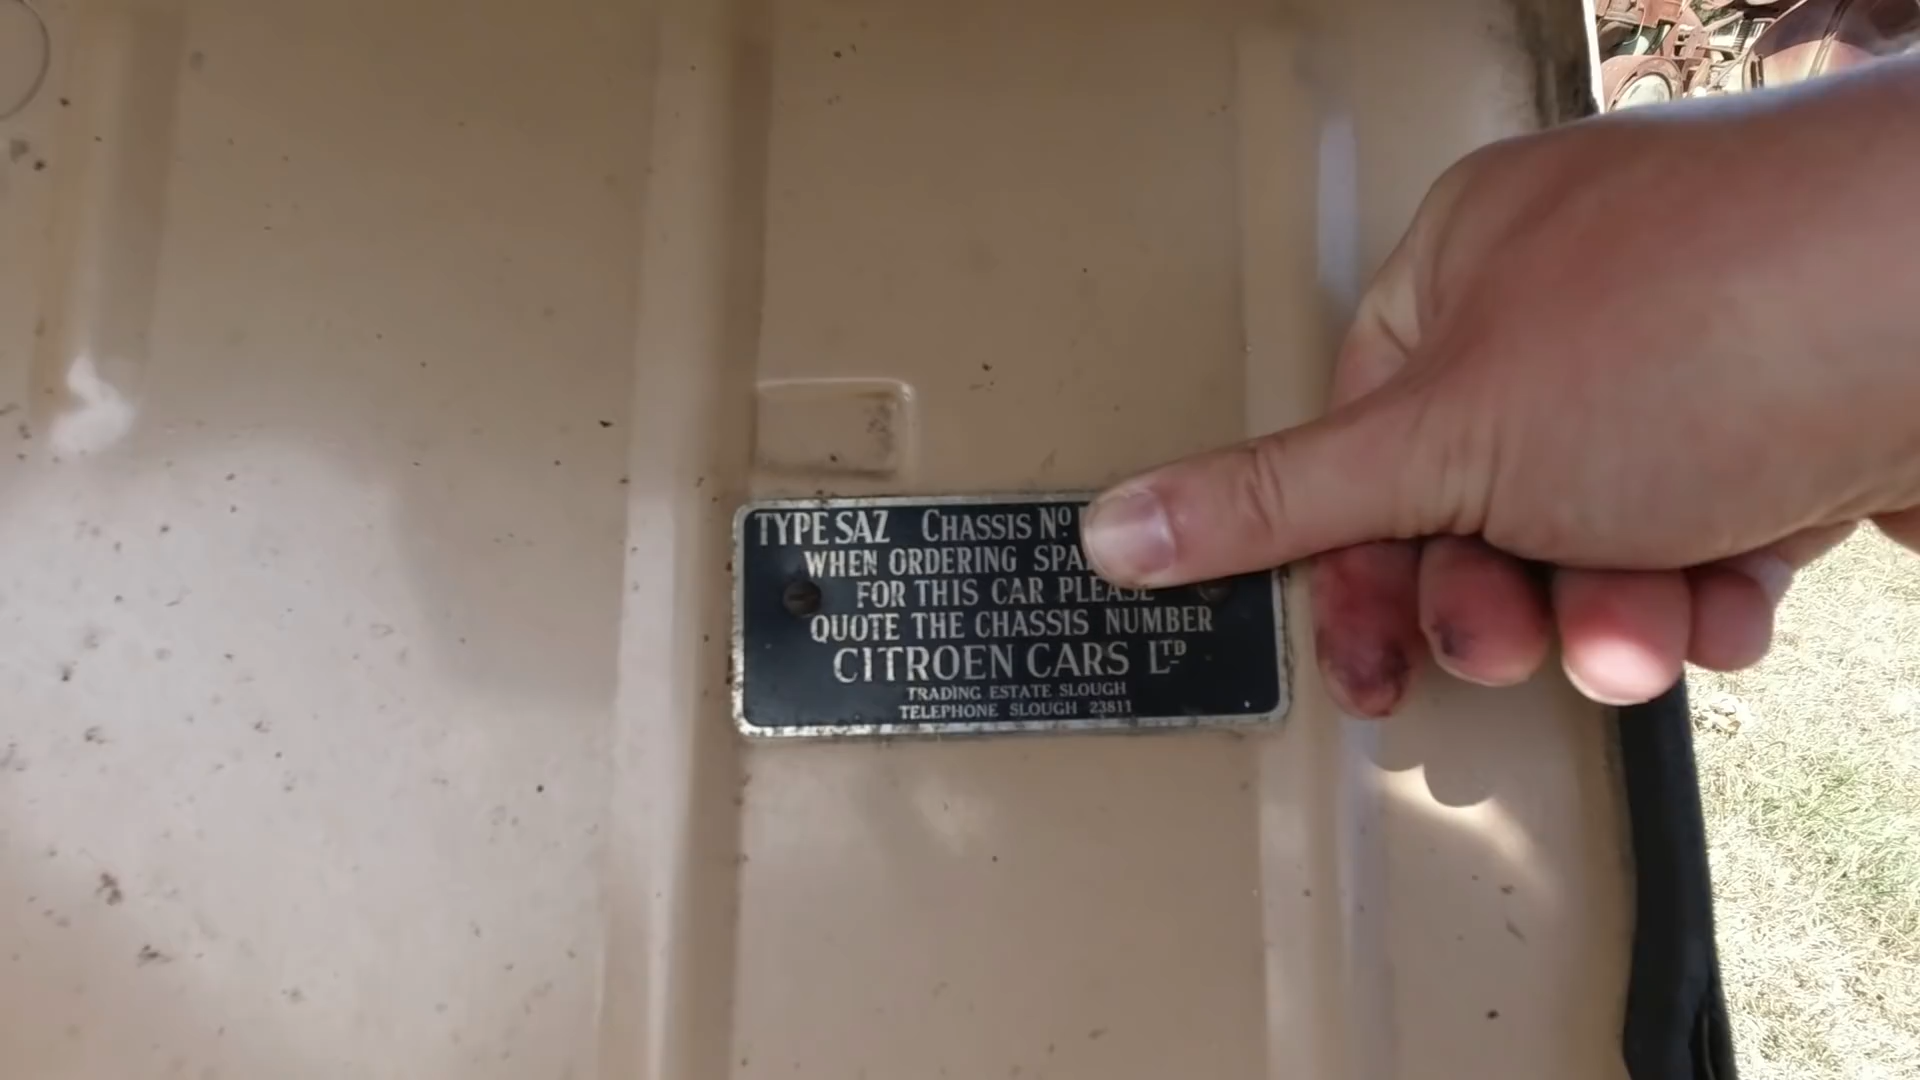 TYPE SAZ CHASSIS Nº
WHEN ORDERING
FOR THIS CAR PLEASE
QUOTE THE CHASSIS NUMBER
CITROEN CARS LTD
TRADING ESTATE SLOUGH
TELEPHONE SLOUGH 23811